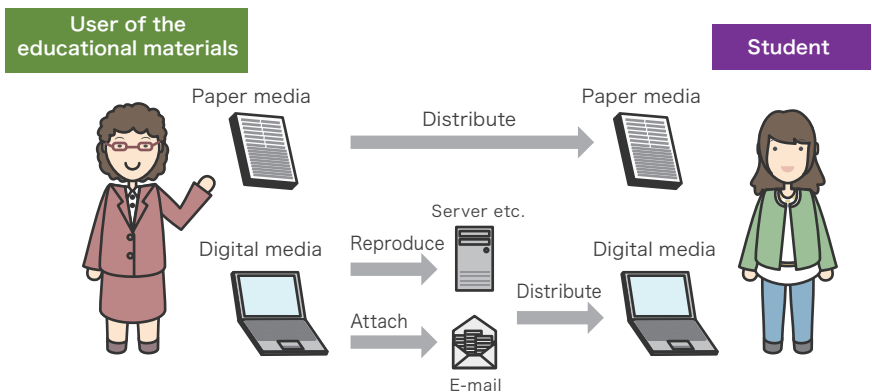 User of the
educational materials
Student
Paper media
Distribute
Paper media
Digital media
Reproduce
Server etc.
Attach
E-mail
Distribute
Digital media